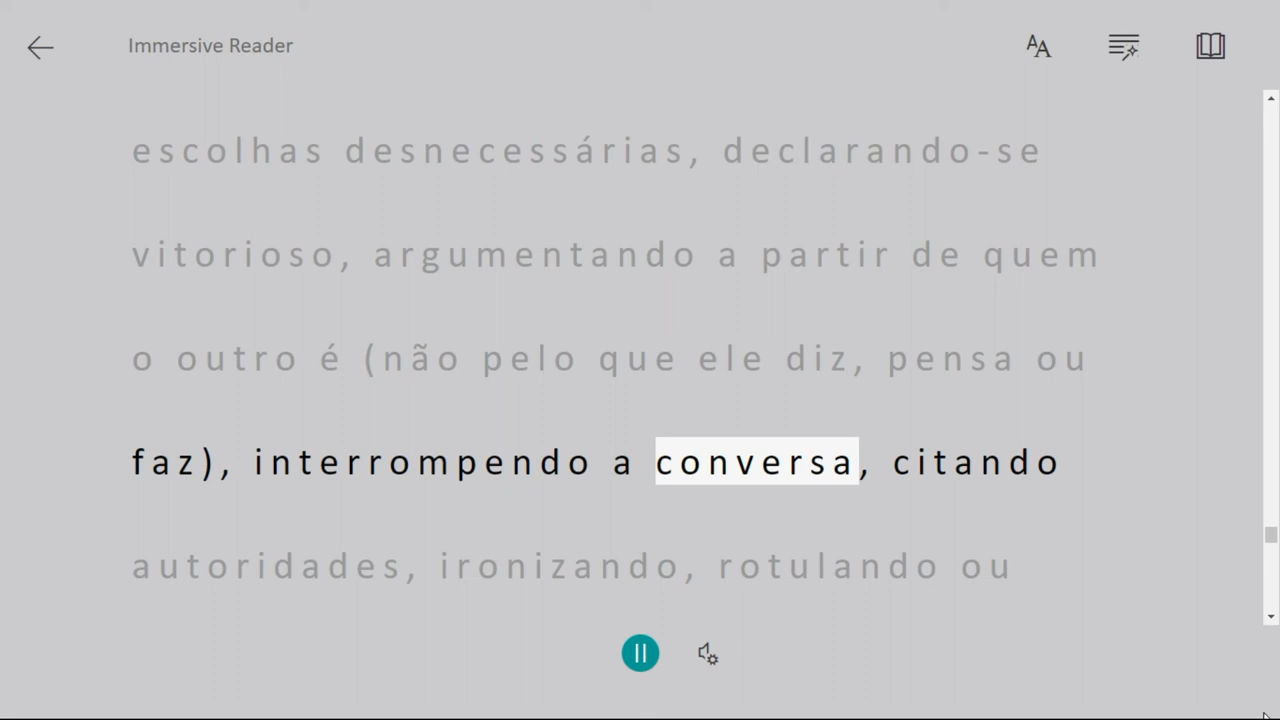 Immersive Reader
escolhas desnecessárias, declarando-se
vitorioso, argumentando a partir de quem
o outro é (não pelo que ele diz, pensa ou
faz), interrompendo a conversa, citando
autoridades, ironizando, rotulando ou